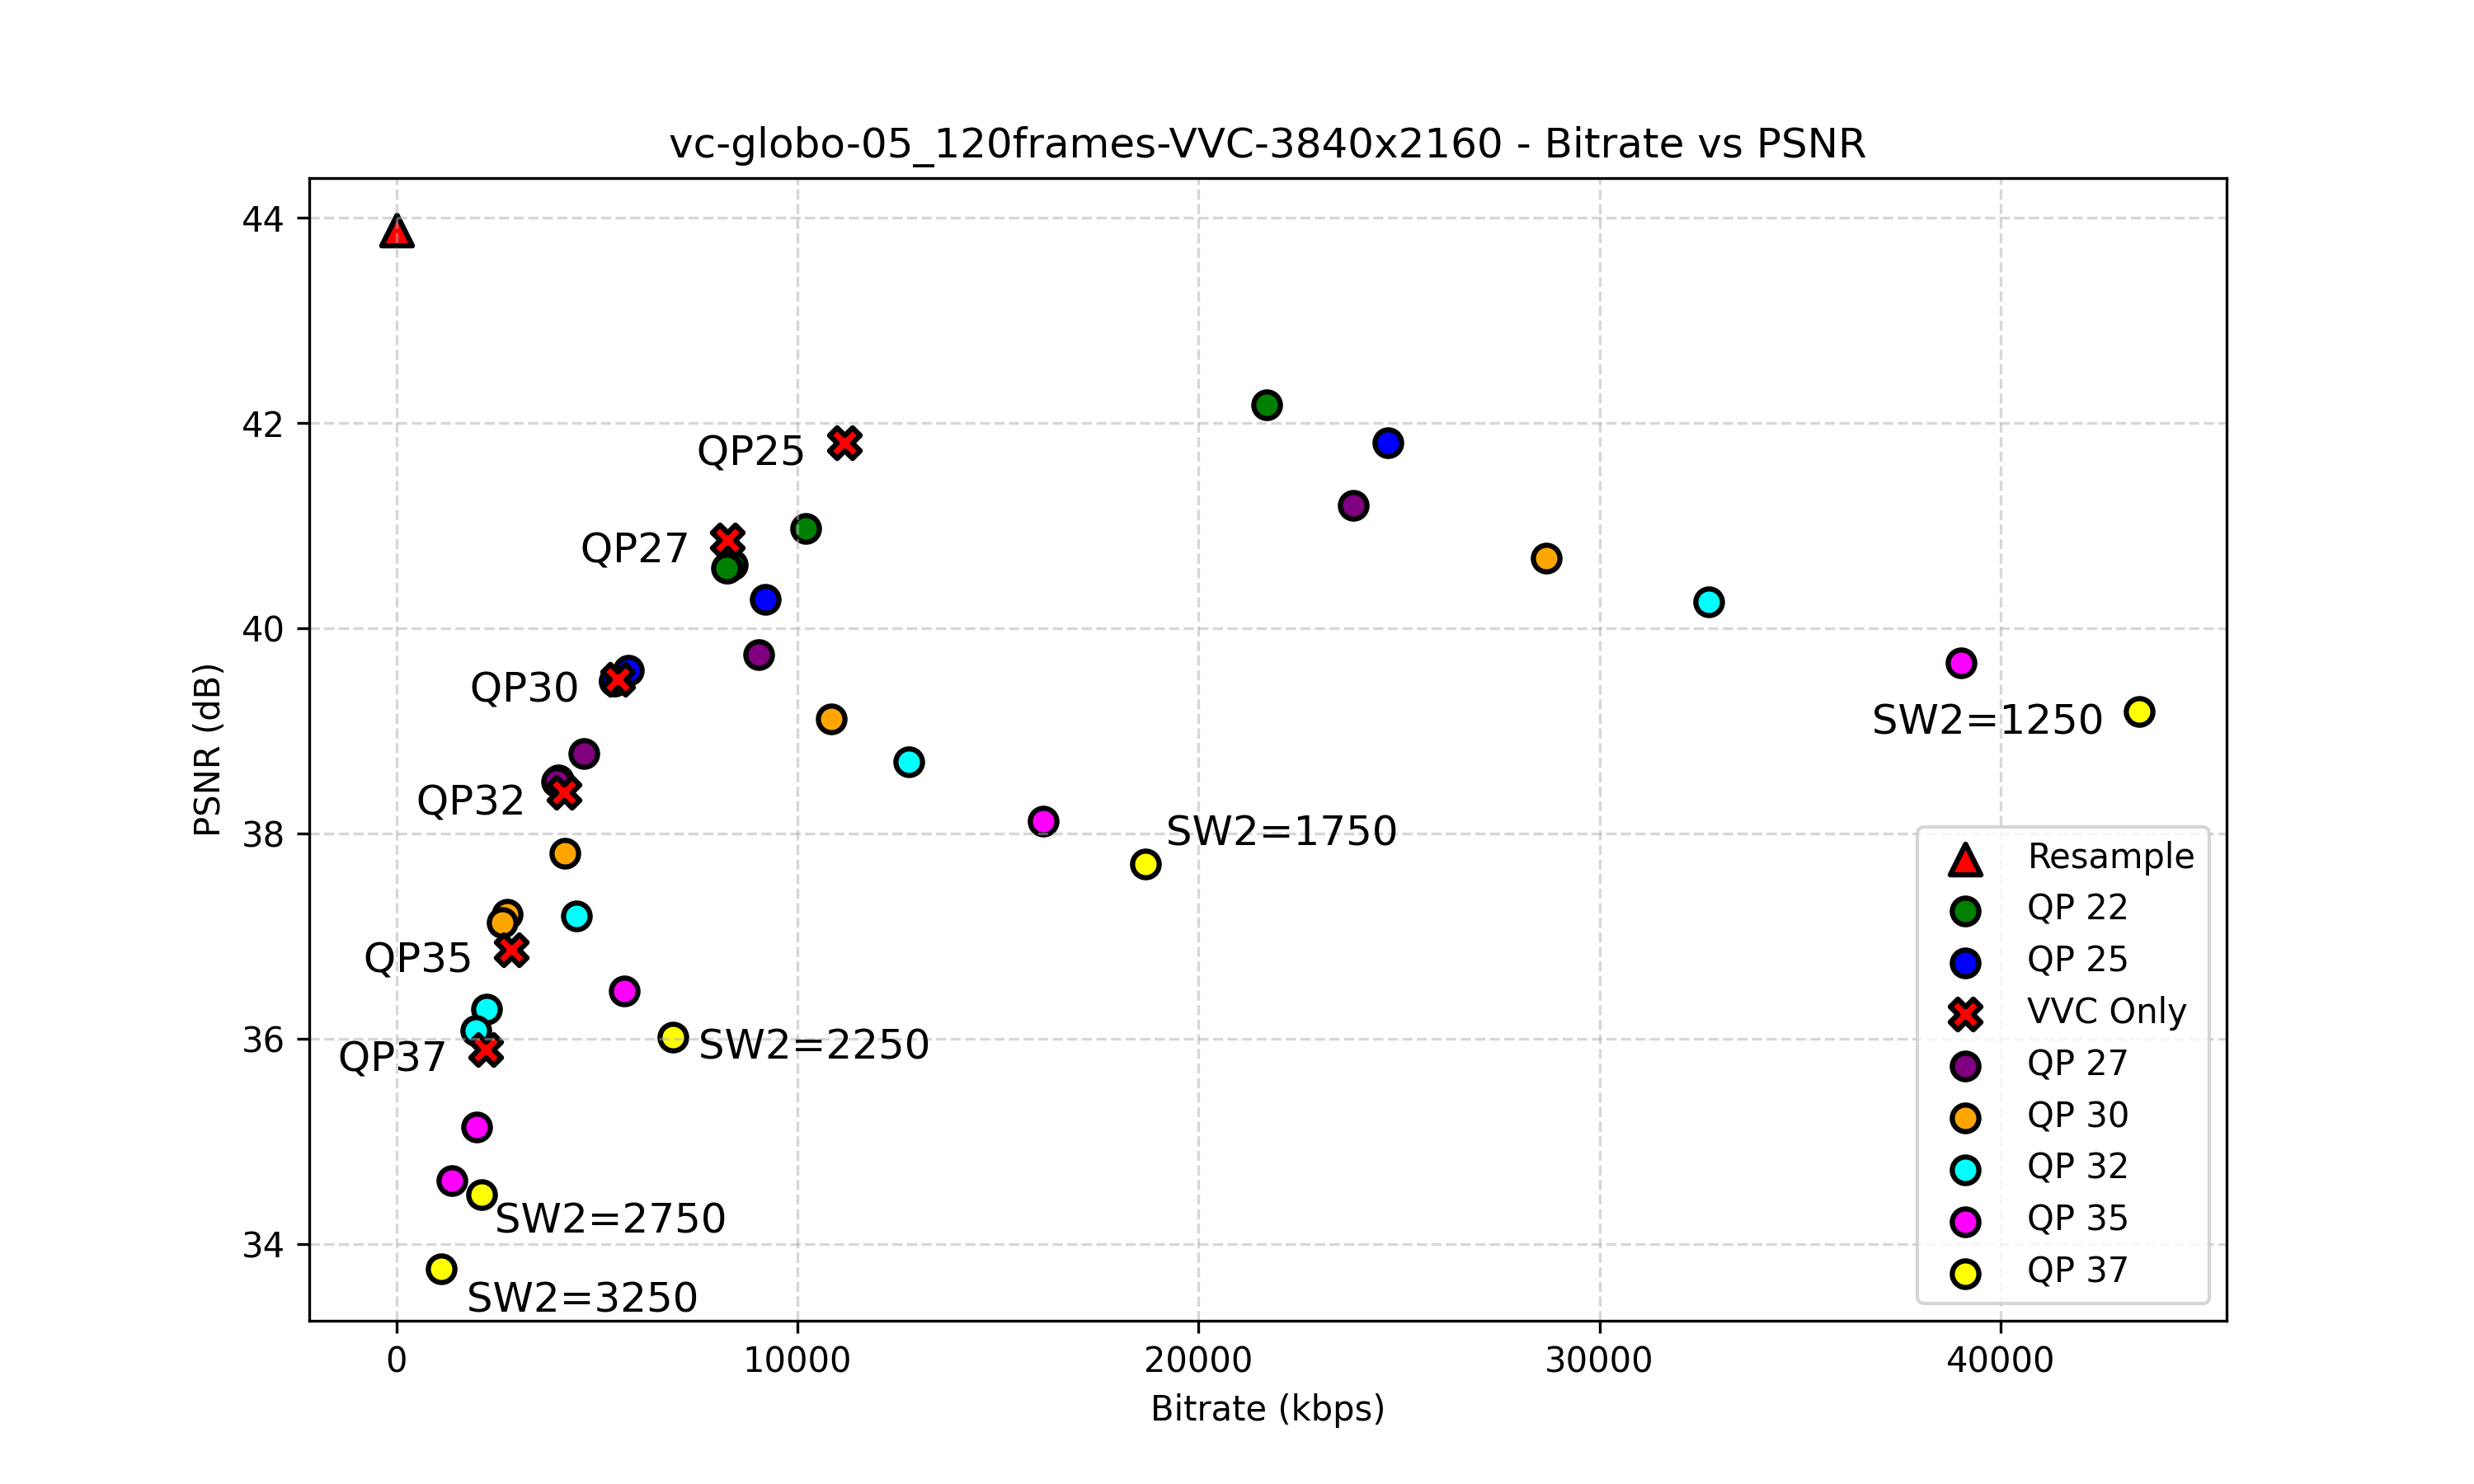 vc-globo-05_120frames-VVC-3840x2160 - Bitrate vs PSNR
44
42
40
38
36
34
PSNR (dB)
QP25
QP27
QP30
QP32
QP35
QP37
SW2=1250
SW2=1750
SW2=2250
SW2=2750
SW2=3250
Resample
QP 22
QP 25
VVC Only
QP 27
QP 30
QP 32
QP 35
QP 37
0
10000
20000
30000
40000
Bitrate (kbps)